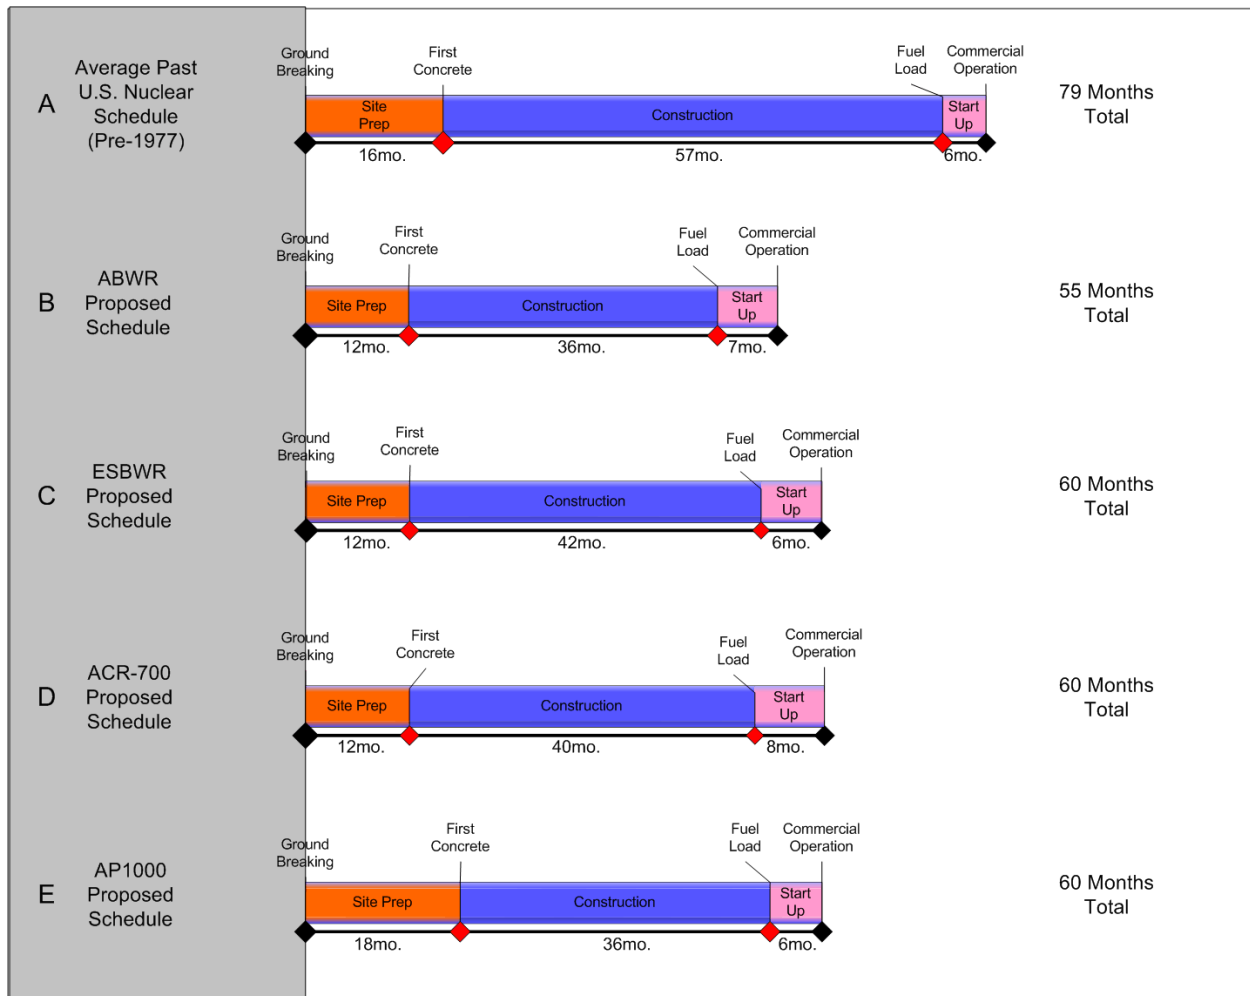 A
Average Past
U.S. Nuclear
Schedule
(Pre-1977)
Ground
Breaking
First
Concrete
Fuel
Load
Commercial
Operation
Site
Prep
Construction
Start
Up
16mo.
57mo.
6mo.
79 Months
Total
B
ABWR
Proposed
Schedule
Ground
Breaking
First
Concrete
Fuel
Load
Commercial
Operation
Site Prep
Construction
Start
Up
12mo.
36mo.
7mo.
55 Months
Total
C
ESBWR
Proposed
Schedule
Ground
Breaking
First
Concrete
Fuel
Load
Commercial
Operation
Site Prep
Construction
Start
Up
12mo.
42mo.
6mo.
60 Months
Total
D
ACR-700
Proposed
Schedule
Ground
Breaking
First
Concrete
Fuel
Load
Commercial
Operation
Site Prep
Construction
Start
Up
12mo.
40mo.
8mo.
60 Months
Total
E
AP1000
Proposed
Schedule
Ground
Breaking
First
Concrete
Fuel
Load
Commercial
Operation
Site Prep
Construction
Start
Up
18mo.
36mo.
6mo.
60 Months
Total